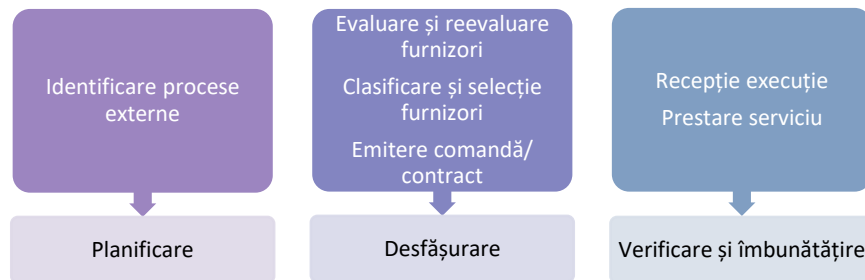 Identificare procese
externe
Evaluare și reevaluare
furnizori
Clasificare și selecție
furnizori
Emitere comandă/
contract
Recepție execuție
Prestare serviciu
Planificare
Desfășurare
Verificare și îmbunătățire